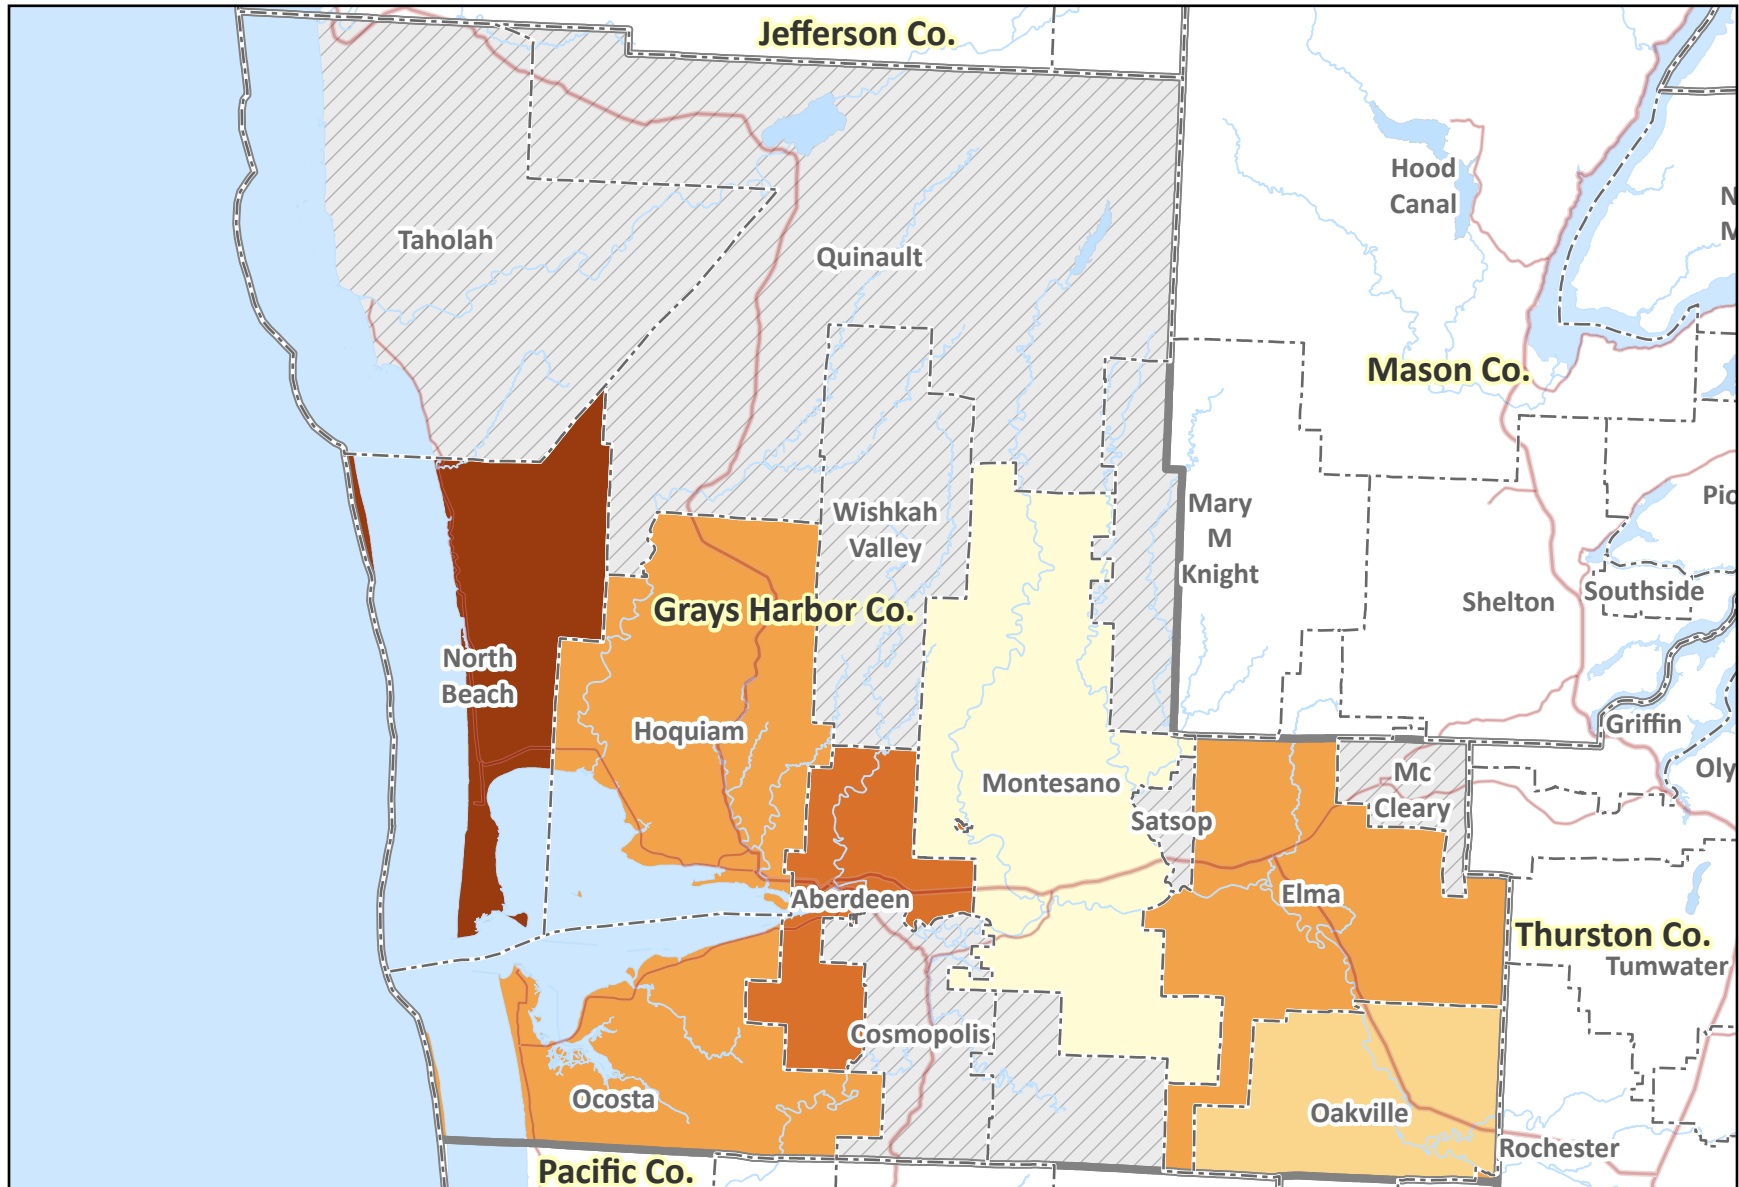 Jefferson Co.
Hood
Canal
N
M
Taholah
Quinault
Mason Co.
Wishkah
Valley
Mary
M
Knight
Pic
Southside
Shelton
Grays Harbor Co.
North
Beach
Hoquiam
Griffin
Montesano
Mc
Cleary
Oly
Satsop
Aberdeen
Elma
Thurston Co.
Tumwater
Cosmopolis
Ocosta
Oakville
Rochester
Pacific Co.